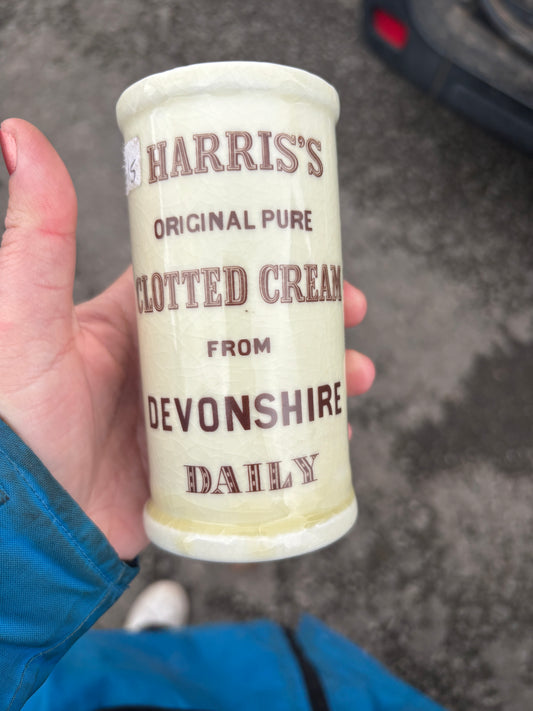 HARRIS'S
ORIGINAL PURE
CLOTTED CREAM
FROM
DEVONSHIRE
DAILY